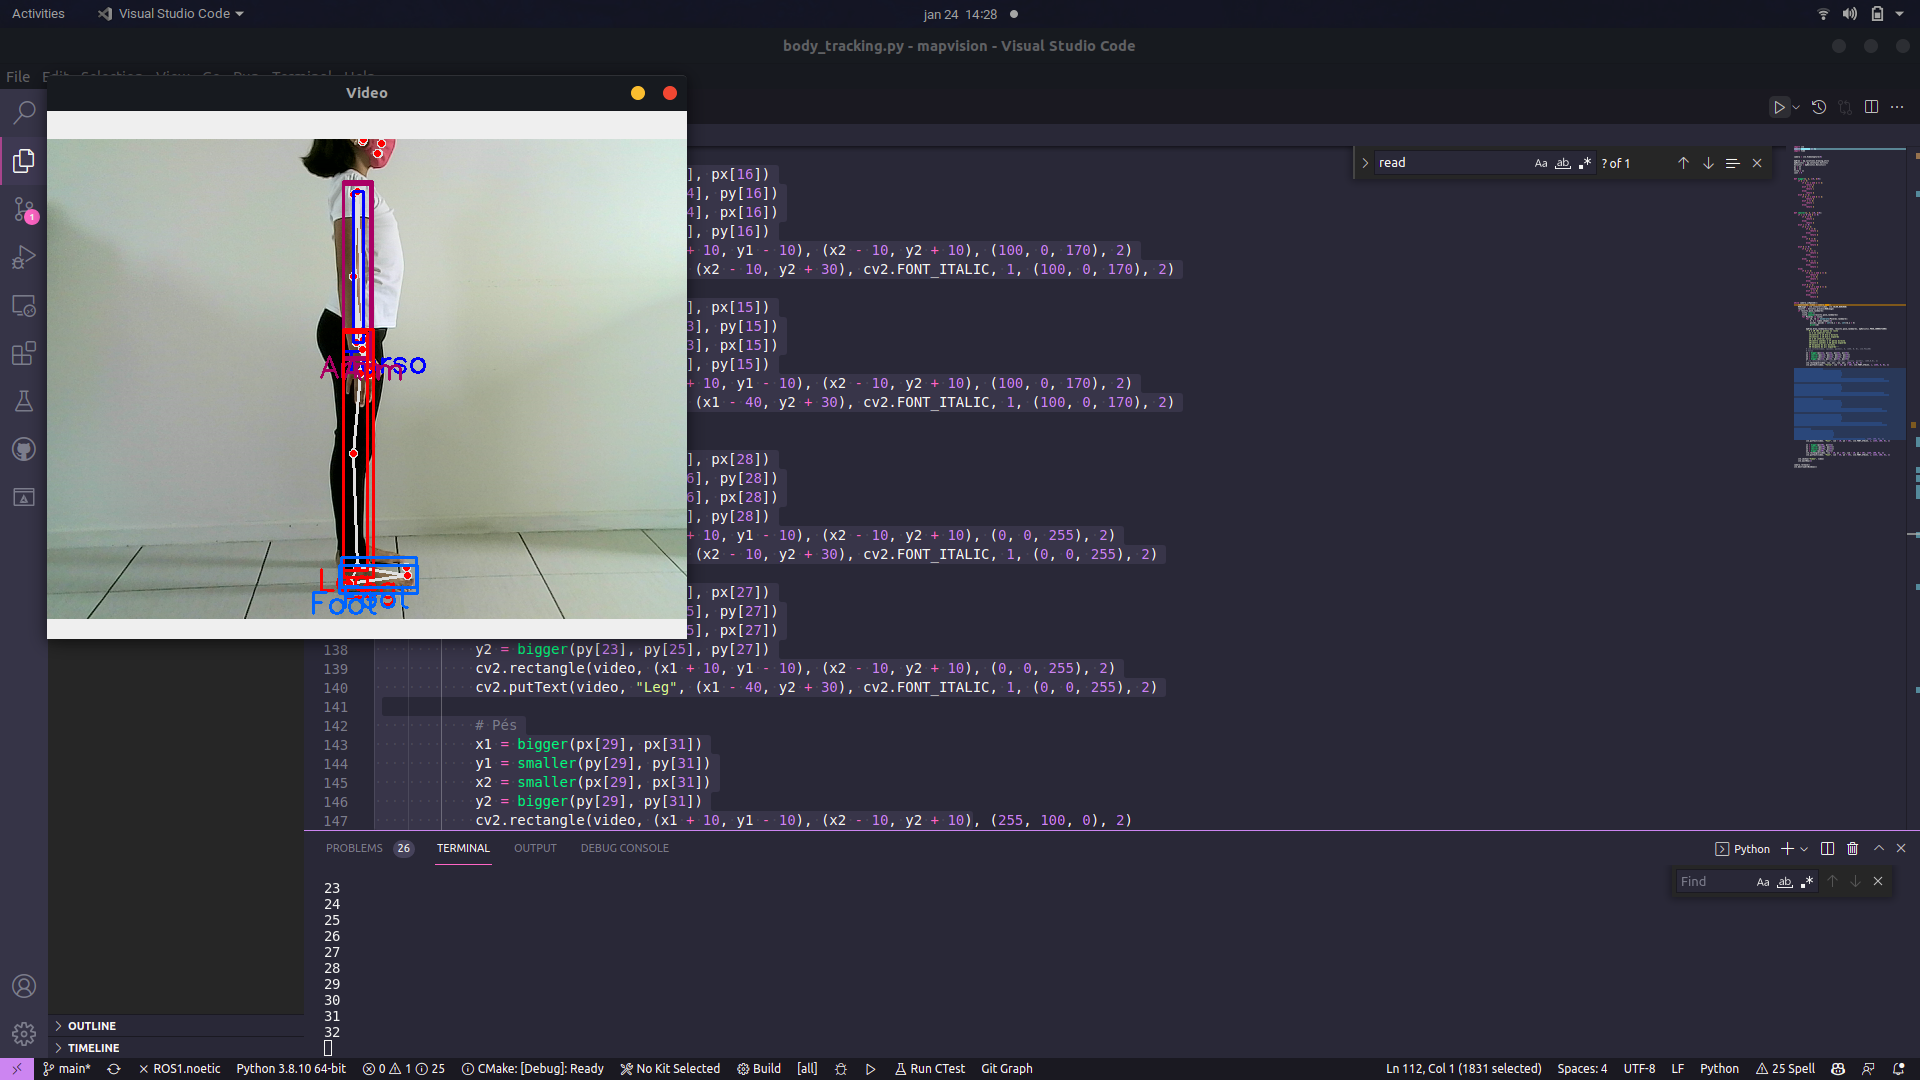 Activities
Visual Studio Code
jan 24 14:28
body_tracking.py - mapvision - Visual Studio Code
File Edit Selection View Go Run Terminal Help
Video
read
Aa
ab
.*
? of 1
], px[16])
4], py[16])
4], px[16])
], py[16])
+ 10, y1 - 10), (x2 - 10, y2 + 10), (100, 0, 170), 2)
(x2 - 10, y2 + 30), cv2.FONT_ITALIC, 1, (100, 0, 170), 2)
], px[15])
3], py[15])
3], px[15])
], py[15])
+ 10, y1 - 10), (x2 - 10, y2 + 10), (100, 0, 170), 2)
(x1 - 40, y2 + 30), cv2.FONT_ITALIC, 1, (100, 0, 170), 2)
], px[28])
6], py[28])
6], px[28])
], py[28])
+ 10, y1 - 10), (x2 - 10, y2 + 10), (0, 0, 255), 2)
(x2 - 10, y2 + 30), cv2.FONT_ITALIC, 1, (0, 0, 255), 2)
], px[27])
5], py[27])
5], px[27])
Foot
138 y2 = bigger(py[23], py[25], py[27])
139 cv2.rectangle(video, (x1 + 10, y1 - 10), (x2 - 10, y2 + 10), (0, 0, 255), 2)
140 cv2.putText(video, "Leg", (x1 - 40, y2 + 30), cv2.FONT_ITALIC, 1, (0, 0, 255), 2)
141
142 # Pés
143 x1 = bigger(px[29], px[31])
144 y1 = smaller(py[29], py[31])
145 x2 = smaller(px[29], px[31])
146 y2 = bigger(py[29], py[31])
147 cv2.rectangle(video, (x1 + 10, y1 - 10), (x2 - 10, y2 + 10), (255, 100, 0), 2)
PROBLEMS 26 TERMINAL OUTPUT DEBUG CONSOLE
Python
Find
Aa
ab
.*
23
24
25
26
27
28
29
30
31
32
1
OUTLINE
TIMELINE
main* ROS1.noetic Python 3.8.10 64-bit 0 1 25 CMake: [Debug]: Ready No Kit Selected Build [all] Run CTest Git Graph Ln 112, Col 1 (1831 selected) Spaces: 4 UTF-8 LF Python 25 Spell